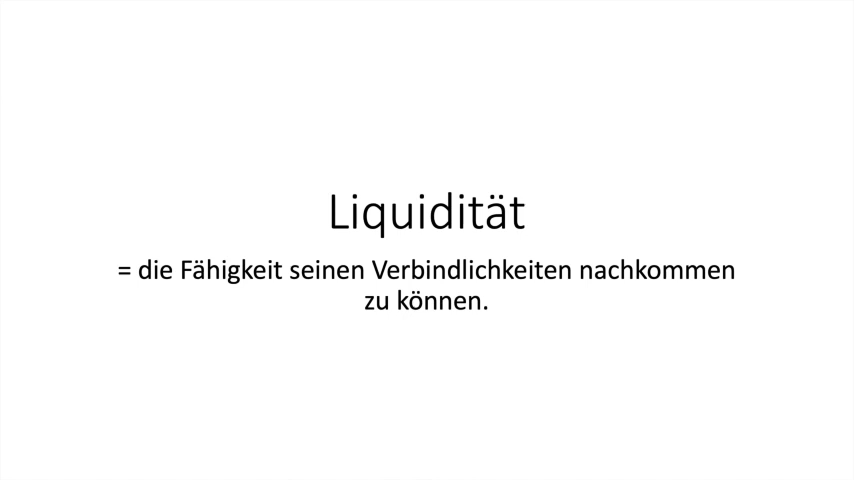 Liquidität
= die Fähigkeit seinen Verbindlichkeiten nachkommen
zu können.